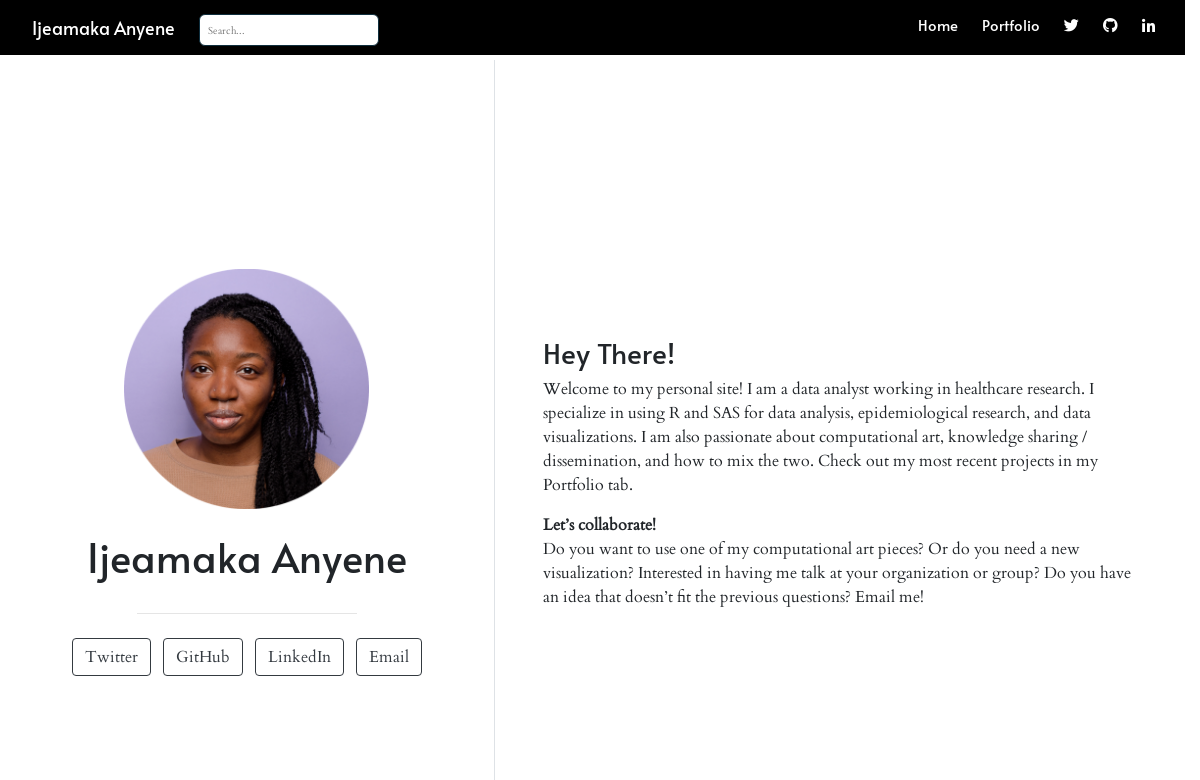 Ijeamaka Anyene
Search...
Home
Portfolio
Ijeamaka Anyene
Twitter
GitHub
LinkedIn
Email
Hey There!
Welcome to my personal site! I am a data analyst working in healthcare research. I
specialize in using R and SAS for data analysis, epidemiological research, and data
visualizations. I am also passionate about computational art, knowledge sharing /
dissemination, and how to mix the two. Check out my most recent projects in my
Portfolio tab.
Let’s collaborate!
Do you want to use one of my computational art pieces? Or do you need a new
visualization? Interested in having me talk at your organization or group? Do you have
an idea that doesn’t fit the previous questions? Email me!